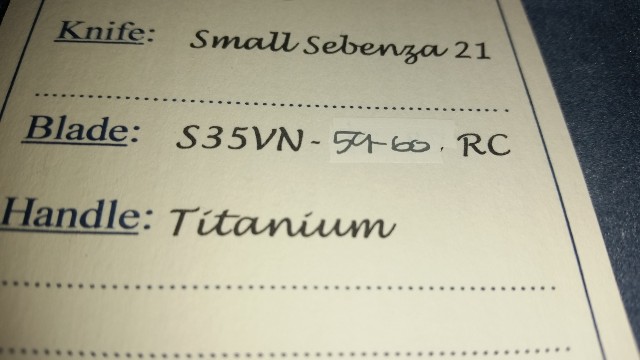 Knife: Small Sebenza 21
Blade: S35VN - 59-60 RC
Handle: Titanium